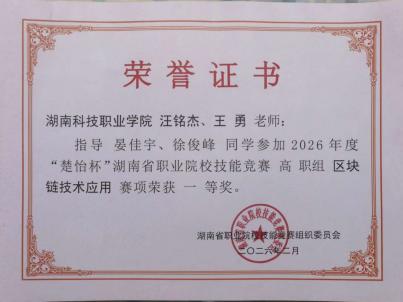 荣誉证书
湖南科技职业学院 汪铭杰、王 勇 老师：
指导 晏佳宇、徐俊峰 同学参加 2026 年度
“楚怡杯”湖南省职业院校技能竞赛 高 职组 区块
链技术应用 赛项荣获 一 等奖。
湖南省职业院校技能竞赛组织委员会
二〇二六年二月